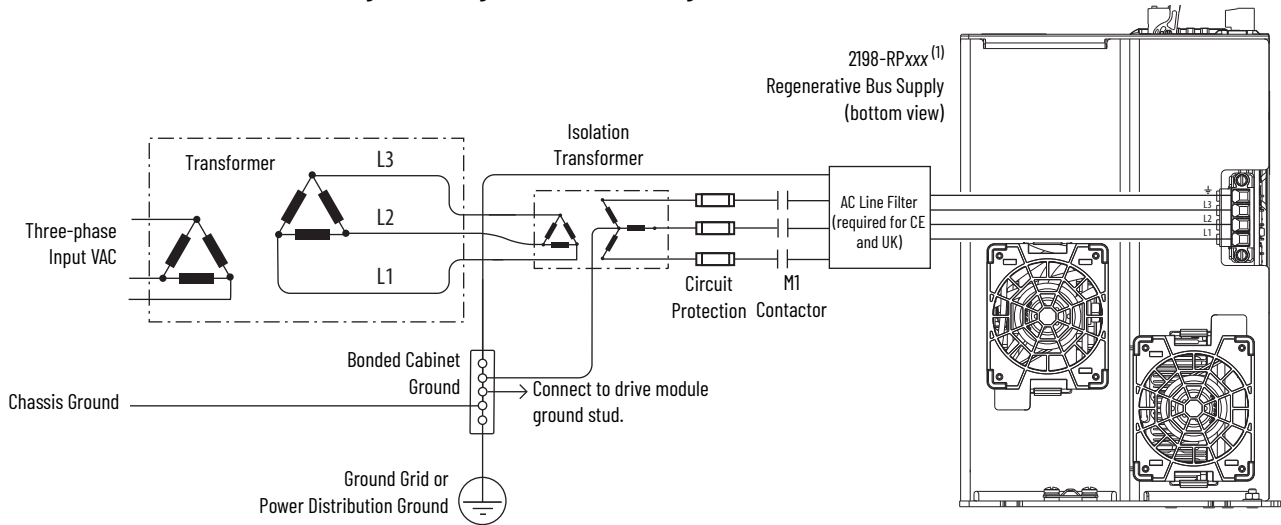 2198-RPxxx (1)
Regenerative Bus Supply
(bottom view)
Isolation
Transformer
Transformer
L3
L2
L1
Three-phase
Input VAC
AC Line Filter
(required for CE
and UK)
L3
L2
L1
Circuit
Protection
M1
Contactor
Bonded Cabinet
Ground
Connect to drive module
ground stud.
Chassis Ground
Ground Grid or
Power Distribution Ground